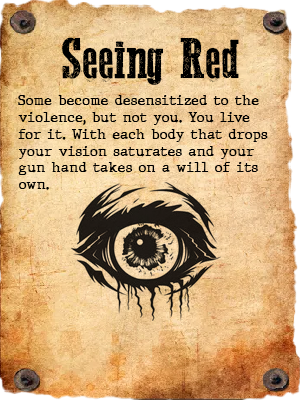 Seeing Red
Some become desensitized to the
violence, but not you. You live
for it. With each body that drops
your vision saturates and your
gun hand takes on a will of its
own.